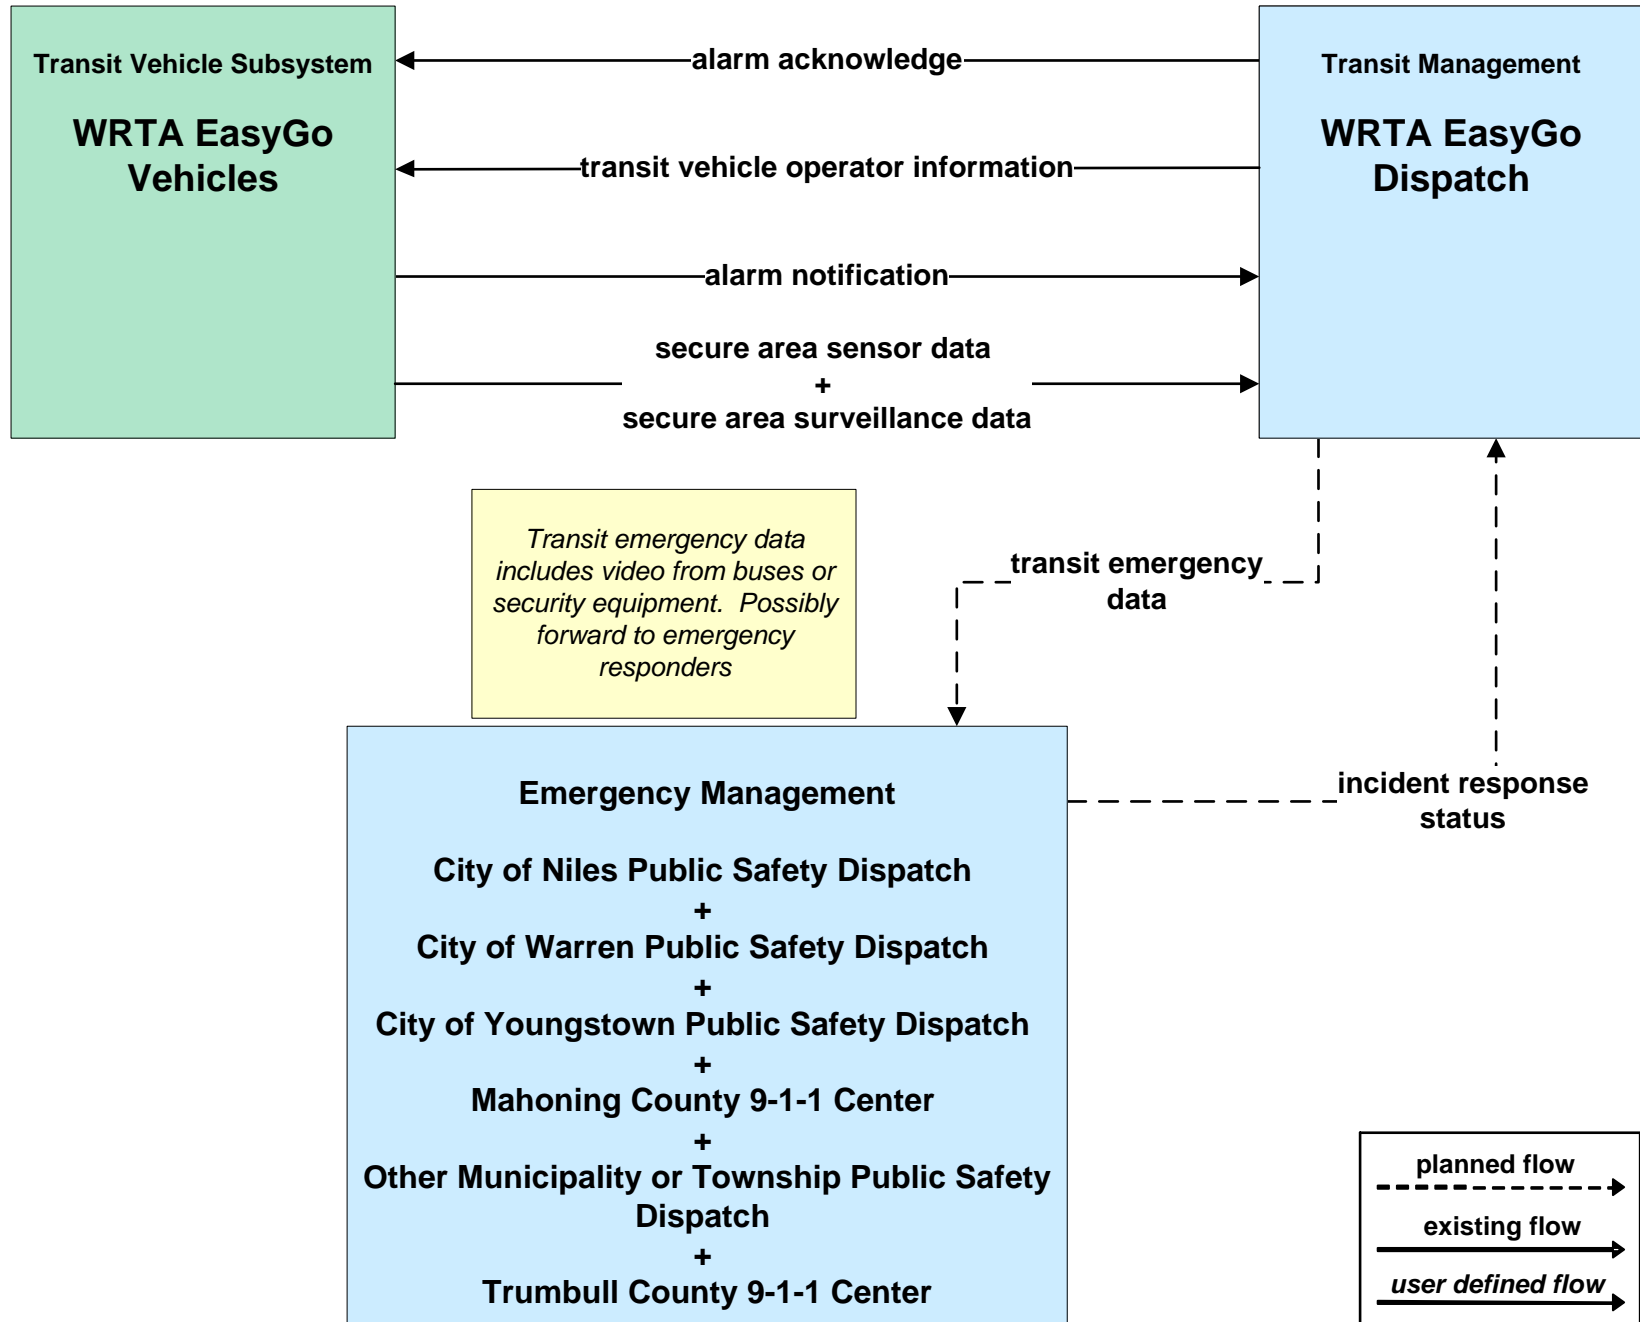 Transit Vehicle Subsystem
WRTA EasyGo
Vehicles
alarm acknowledge
transit vehicle operator information
alarm notification
secure area sensor data
+
secure area surveillance data
Transit Management
WRTA EasyGo
Dispatch
Transit emergency data
includes video from buses or
security equipment.  Possibly
forward to emergency
responders
transit emergency
data
incident response
status
Emergency Management
City of Niles Public Safety Dispatch
+
City of Warren Public Safety Dispatch
+
City of Youngstown Public Safety Dispatch
+
Mahoning County 9-1-1 Center
+
Other Municipality or Township Public Safety
Dispatch
+
Trumbull County 9-1-1 Center
planned flow
existing flow
user defined flow